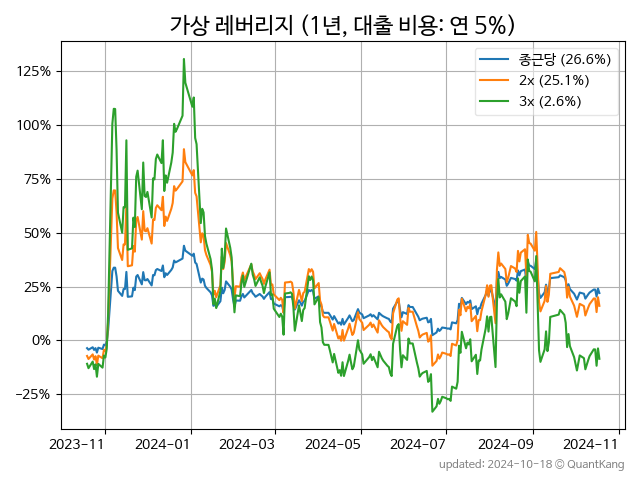 가상 레버리지 (1년, 대출 비용: 연 5%)
종근당 (26.6%)
2x (25.1%)
3x (2.6%)
125%
100%
75%
50%
25%
0%
−25%
2023-11 2024-01 2024-03 2024-05 2024-07 2024-09 2024-11
updated: 2024-10-18 © QuantKang